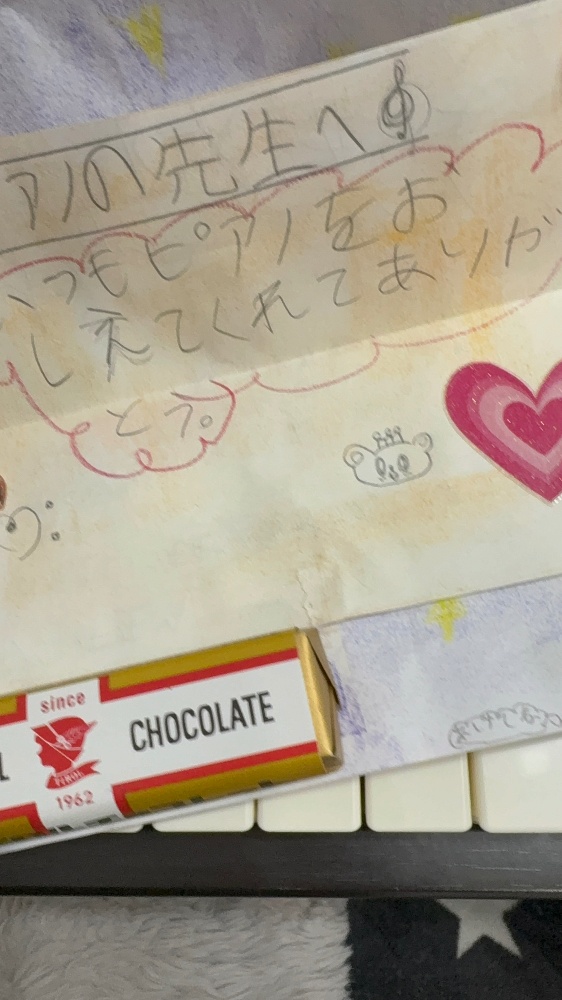 アノの先生へ
いつもピアノをお
しえてくれてありが
とう。
since
CHOCOLATE
1962